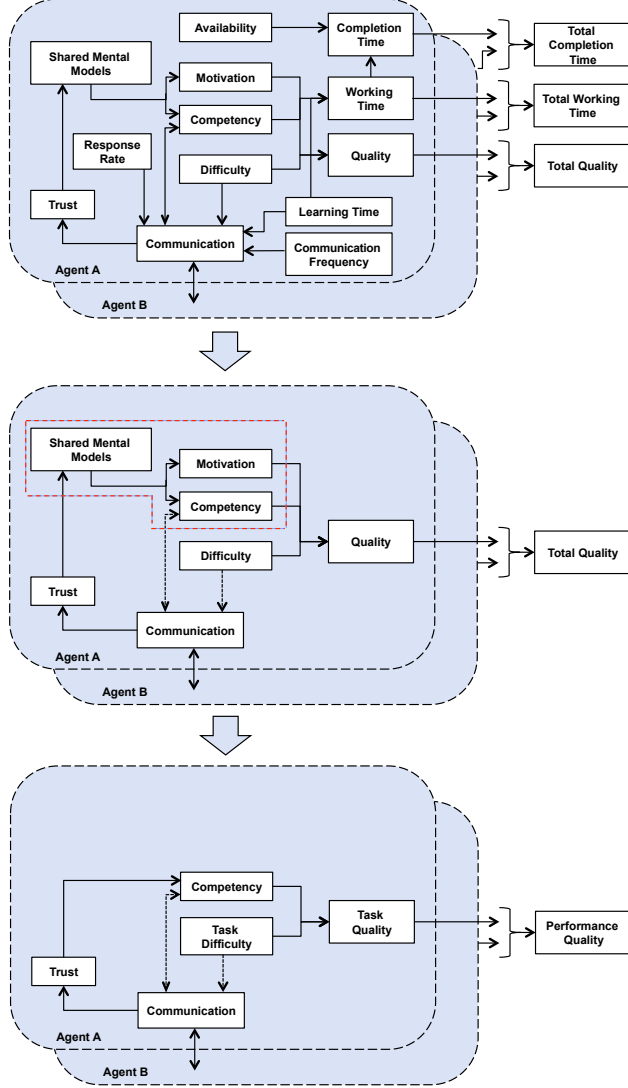 Availability
Completion
Time
Total
Completion
Time
Shared Mental
Models
Motivation
Working
Time
Total Working
Time
Competency
Response
Rate
Difficulty
Quality
Total Quality
Trust
Learning Time
Communication
Communication
Frequency
Agent A
Agent B
Shared Mental
Models
Motivation
Competency
Difficulty
Quality
Total Quality
Trust
Communication
Agent A
Agent B
Competency
Task
Difficulty
Task
Quality
Performance
Quality
Trust
Communication
Agent A
Agent B